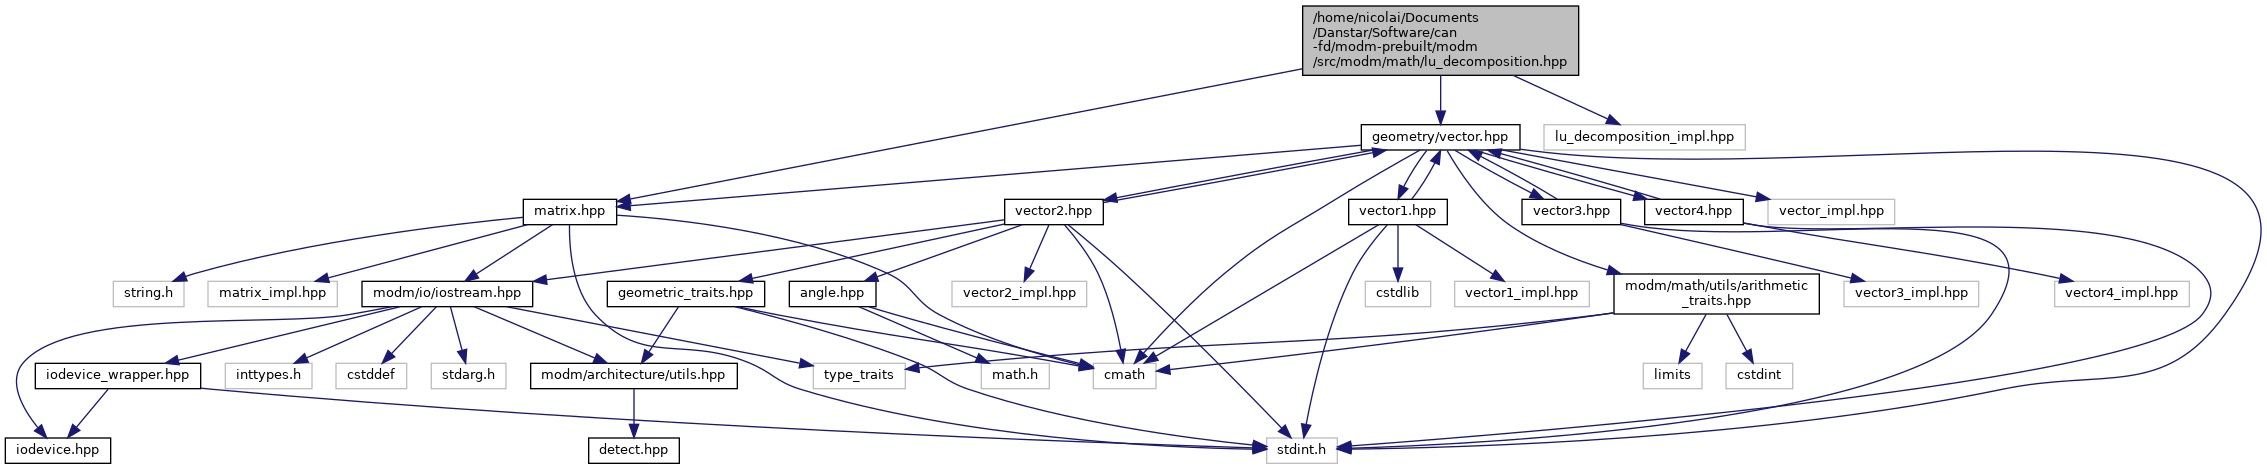 /home/nicolai/Documents
/Danstar/Software/can
-fd/modm-prebuilt/modm
/src/modm/math/lu_decomposition.hpp
geometry/vector.hpp
lu_decomposition_impl.hpp
matrix.hpp
vector2.hpp
vector1.hpp
vector3.hpp
vector4.hpp
vector_impl.hpp
string.h
matrix_impl.hpp
modm/io/iostream.hpp
geometric_traits.hpp
angle.hpp
vector2_impl.hpp
cstdlib
vector1_impl.hpp
modm/math/utils/arithmetic
_traits.hpp
vector3_impl.hpp
vector4_impl.hpp
iodevice_wrapper.hpp
inttypes.h
cstddef
stdarg.h
modm/architecture/utils.hpp
type_traits
math.h
cmath
limits
cstdint
iodevice.hpp
detect.hpp
stdint.h